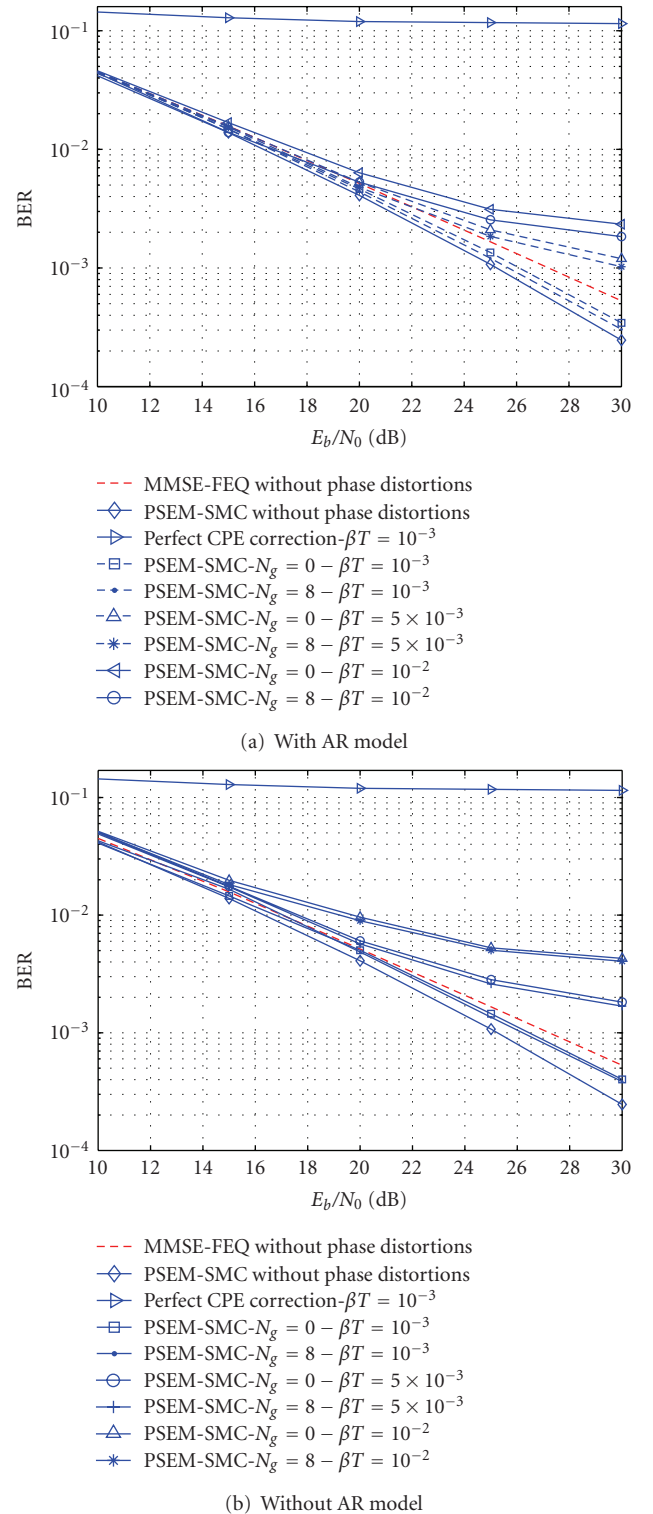 10⁻¹
10⁻²
10⁻³
10⁻⁴
BER
10 12 14 16 18 20 22 24 26 28 30
E_b/N_0 (dB)
MMSE-FEQ without phase distortions
PSEM-SMC without phase distortions
Perfect CPE correction-βT = 10⁻³
PSEM-SMC-N_g = 0 − βT = 10⁻³
PSEM-SMC-N_g = 8 − βT = 10⁻³
PSEM-SMC-N_g = 0 − βT = 5 × 10⁻³
PSEM-SMC-N_g = 8 − βT = 5 × 10⁻³
PSEM-SMC-N_g = 0 − βT = 10⁻²
PSEM-SMC-N_g = 8 − βT = 10⁻²
(a) With AR model
10⁻¹
10⁻²
10⁻³
10⁻⁴
BER
10 12 14 16 18 20 22 24 26 28 30
E_b/N_0 (dB)
MMSE-FEQ without phase distortions
PSEM-SMC without phase distortions
Perfect CPE correction-βT = 10⁻³
PSEM-SMC-N_g = 0 − βT = 10⁻³
PSEM-SMC-N_g = 8 − βT = 10⁻³
PSEM-SMC-N_g = 0 − βT = 5 × 10⁻³
PSEM-SMC-N_g = 8 − βT = 5 × 10⁻³
PSEM-SMC-N_g = 0 − βT = 10⁻²
PSEM-SMC-N_g = 8 − βT = 10⁻²
(b) Without AR model